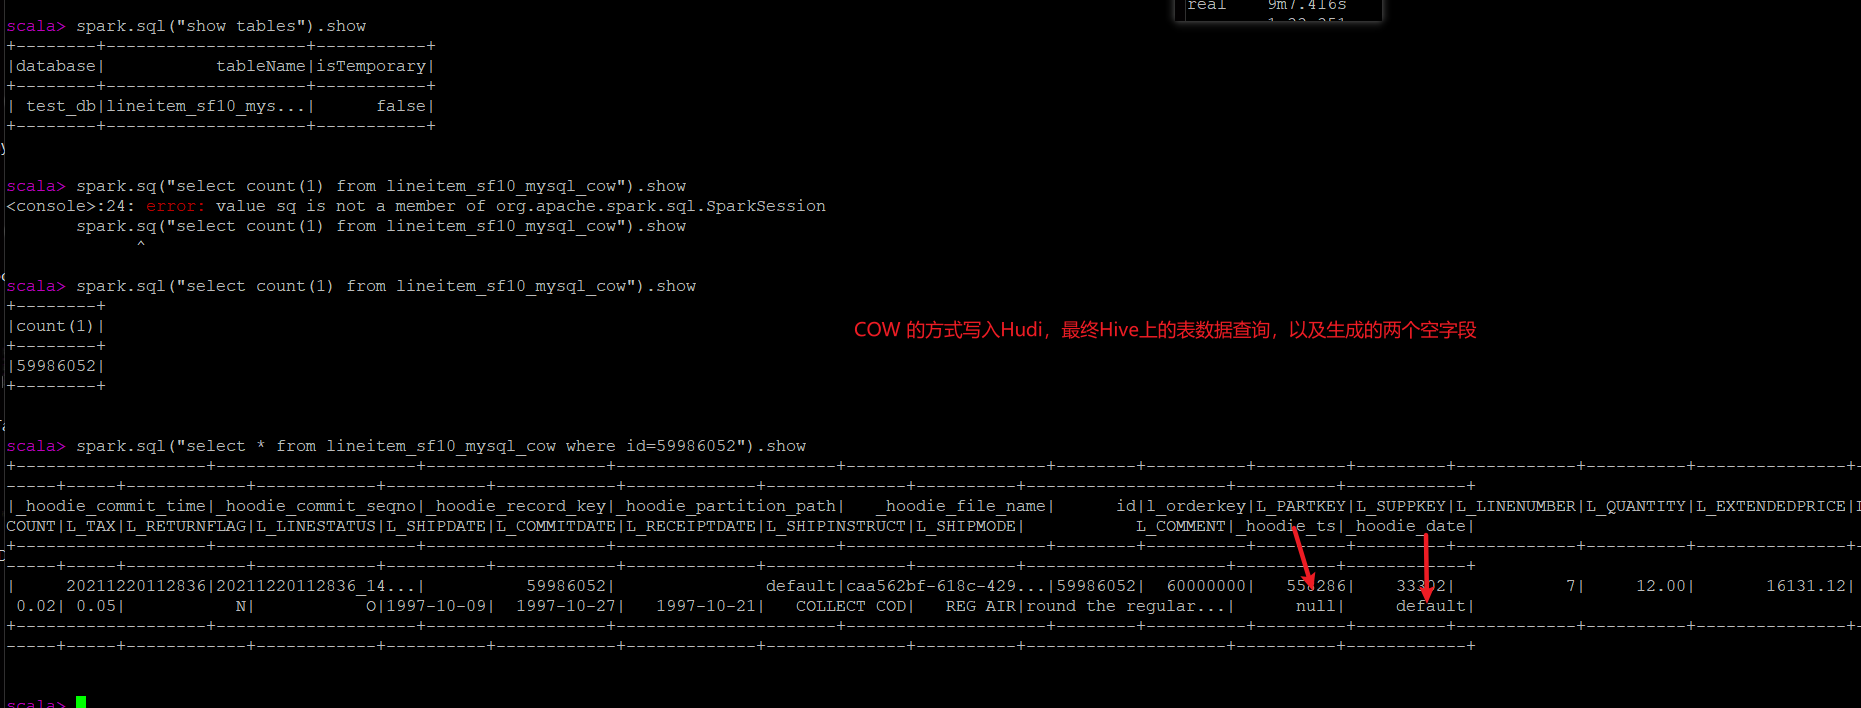 real 9m7.416s
scala> spark.sql("show tables").show
+--------+--------------------+-----------+
|database| tableName|isTemporary|
+--------+--------------------+-----------+
| test_db|lineitem_sf10_mys...| false|
+--------+--------------------+-----------+
scala> spark.sq("select count(1) from lineitem_sf10_mysql_cow").show
<console>:24: error: value sq is not a member of org.apache.spark.sql.SparkSession
spark.sq("select count(1) from lineitem_sf10_mysql_cow").show
^
scala> spark.sql("select count(1) from lineitem_sf10_mysql_cow").show
+--------+
|count(1)|
+--------+
|59986052|
+--------+
COW 的方式写入Hudi，最终Hive上的表数据查询，以及生成的两个空字段
scala> spark.sql("select * from lineitem_sf10_mysql_cow where id=59986052").show
+-------------------+--------------------+------------------+----------------------+--------------------+--------+----------+---------+---------+------------+----------+---------------+-
-----+-----+------------+------------+----------+------------+-------------+--------------+----------+--------------------+----------+------------+
|_hoodie_commit_time|_hoodie_commit_seqno|_hoodie_record_key|_hoodie_partition_path| _hoodie_file_name| id|l_orderkey|L_PARTKEY|L_SUPPKEY|L_LINENUMBER|L_QUANTITY|L_EXTENDEDPRICE|
COUNT|L_TAX|L_RETURNFLAG|L_LINESTATUS|L_SHIPDATE|L_COMMITDATE|L_RECEIPTDATE|L_SHIPINSTRUCT|L_SHIPMODE| L_COMMENT|_hoodie_ts|_hoodie_date|
+-------------------+--------------------+------------------+----------------------+--------------------+--------+----------+---------+---------+------------+----------+---------------+-
-----+-----+------------+------------+----------+------------+-------------+--------------+----------+--------------------+----------+------------+
| 20211220112836|20211220112836_14...| 59986052| default|caa562bf-618c-429...|59986052| 60000000| 558286| 33302| 7| 12.00| 16131.12|
0.02| 0.05| N| O|1997-10-09| 1997-10-27| 1997-10-21| COLLECT COD| REG AIR|round the regular...| null| default|
+-------------------+--------------------+------------------+----------------------+--------------------+--------+----------+---------+---------+------------+----------+---------------+-
-----+-----+------------+------------+----------+------------+-------------+--------------+----------+--------------------+----------+------------+
scala>